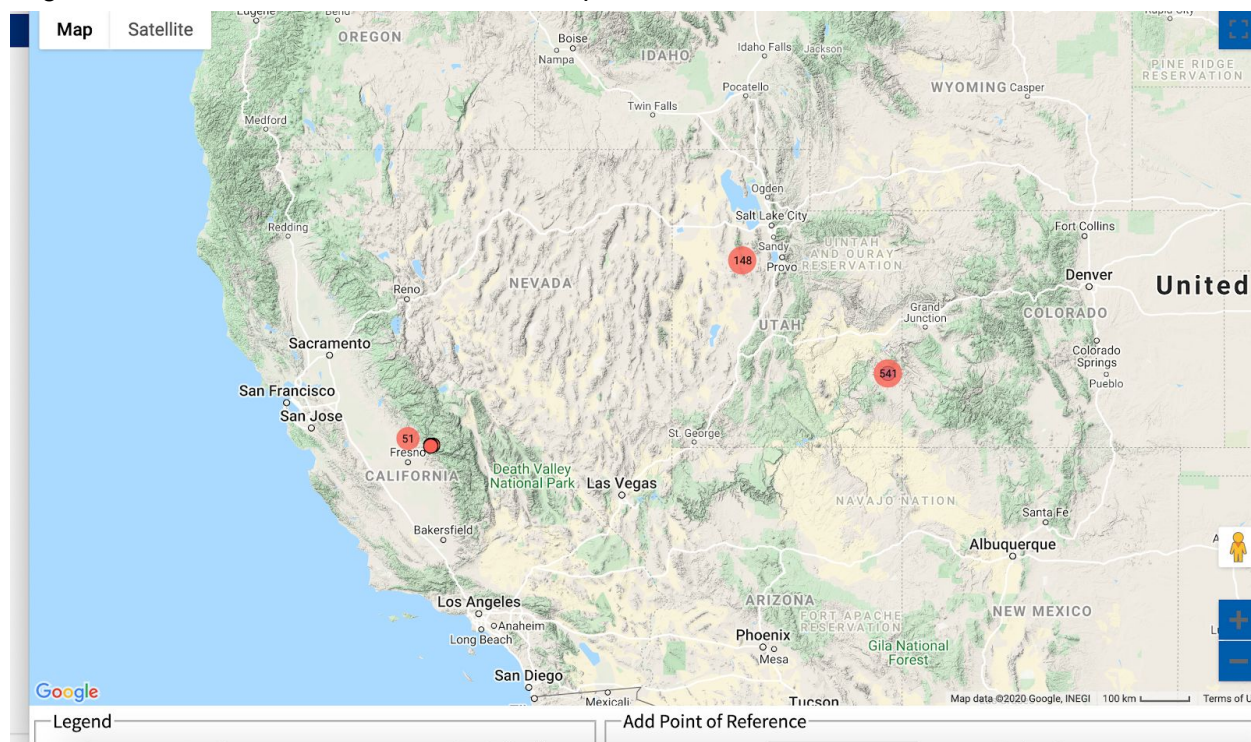 Map Satellite
Bend
OREGON
Boise
Nampa
IDAHO
Idaho Falls
Jackson
Rapid City
PINE RIDGE
RESERVATION
WYOMING
Casper
Pocatello
Twin Falls
Medford
Ogden
Salt Lake City
Redding
Sandy
UINTAH
AND OURAY
RESERVATION
Provo
148
Fort Collins
Denver
United
NEVADA
Reno
Grand
Junction
COLORADO
UTAH
Sacramento
Colorado
Springs
541
Pueblo
San Francisco
San Jose
51
Fresno
CALIFORNIA
St. George
Death Valley
National Park
Las Vegas
NAVAJO NATION
Santa Fe
Bakersfield
Albuquerque
Los Angeles
Anaheim
Long Beach
ARIZONA
FORT APACHE
RESERVATION
NEW MEXICO
Phoenix
Mesa
Gila National
Forest
San Diego
Mexicali
Tucson
Google
Map data ©2020 Google, INEGI 100 km Terms of U
Legend
Add Point of Reference